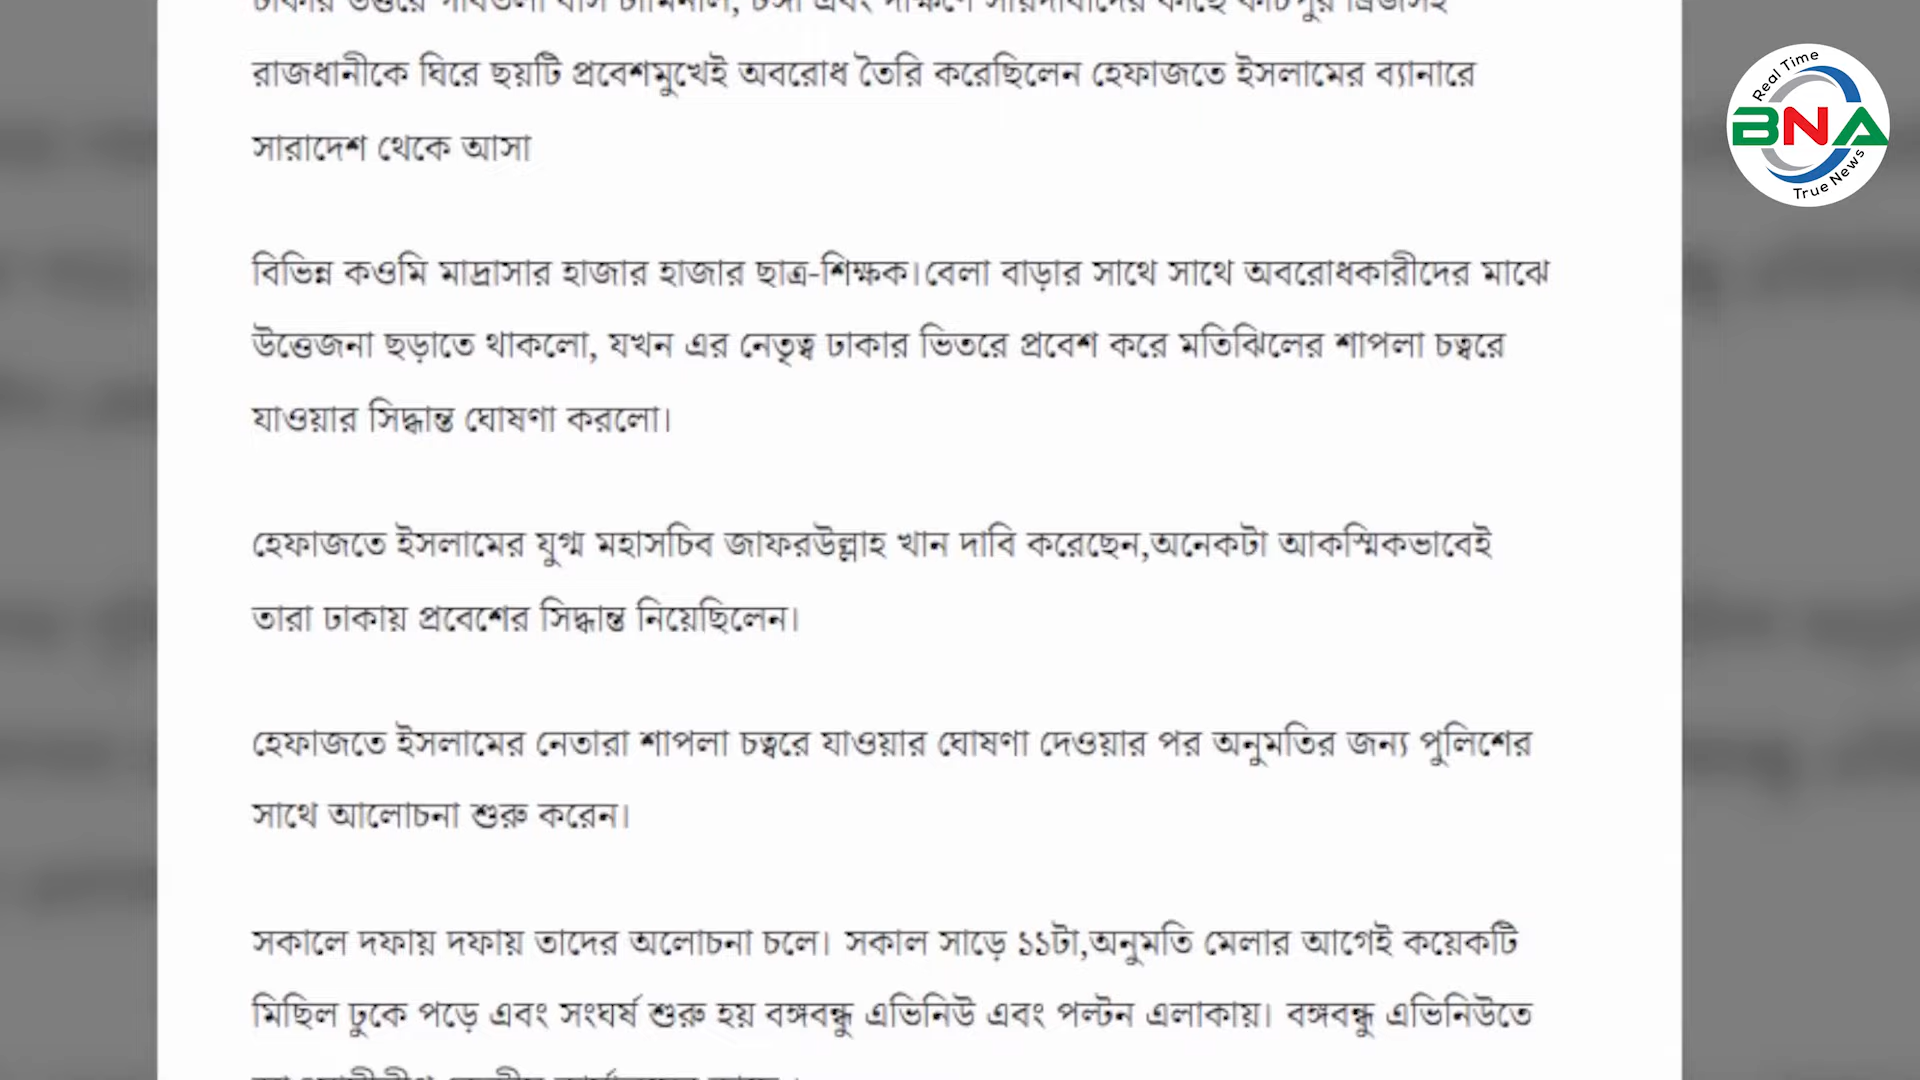 রাজধানীকে ঘিরে ছয়টি প্রবেশমুখেই অবরোধ তৈরি করেছিলেন হেফাজতে ইসলামের ব্যানারে
সারাদেশ থেকে আসা
বিভিন্ন কওমি মাদ্রাসার হাজার হাজার ছাত্র-শিক্ষক।বেলা বাড়ার সাথে সাথে অবরোধকারীদের মাঝে
উত্তেজনা ছড়াতে থাকলো, যখন এর নেতৃত্ব ঢাকার ভিতরে প্রবেশ করে মতিঝিলের শাপলা চত্বরে
যাওয়ার সিদ্ধান্ত ঘোষণা করলো।
হেফাজতে ইসলামের যুগ্ম মহাসচিব জাফরউল্লাহ খান দাবি করেছেন,অনেকটা আকস্মিকভাবেই
তারা ঢাকায় প্রবেশের সিদ্ধান্ত নিয়েছিলেন।
হেফাজতে ইসলামের নেতারা শাপলা চত্বরে যাওয়ার ঘোষণা দেওয়ার পর অনুমতির জন্য পুলিশের
সাথে আলোচনা শুরু করেন।
সকালে দফায় দফায় তাদের অলোচনা চলে। সকাল সাড়ে ১১টা,অনুমতি মেলার আগেই কয়েকটি
মিছিল ঢুকে পড়ে এবং সংঘর্ষ শুরু হয় বঙ্গবন্ধু এভিনিউ এবং পল্টন এলাকায়। বঙ্গবন্ধু এভিনিউতে
Real Time
BNA
True News